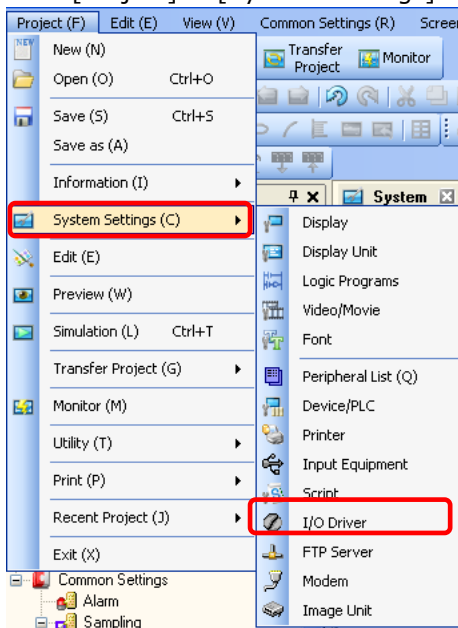 Project (F) Edit (E) View (V) Common Settings (R) Scree
NEW New (N)
Open (O) Ctrl+O
Save (S) Ctrl+S
Save as (A)
Information (I)
System Settings (C)
Edit (E)
Preview (W)
Simulation (L) Ctrl+T
Transfer Project (G)
Monitor (M)
Utility (T)
Print (P)
Recent Project (J)
Exit (X)
Transfer Project
Monitor
System
Display
Display Unit
Logic Programs
Video/Movie
Font
Peripheral List (Q)
Device/PLC
Printer
Input Equipment
Script
I/O Driver
FTP Server
Modem
Image Unit
Common Settings
Alarm
Sampling